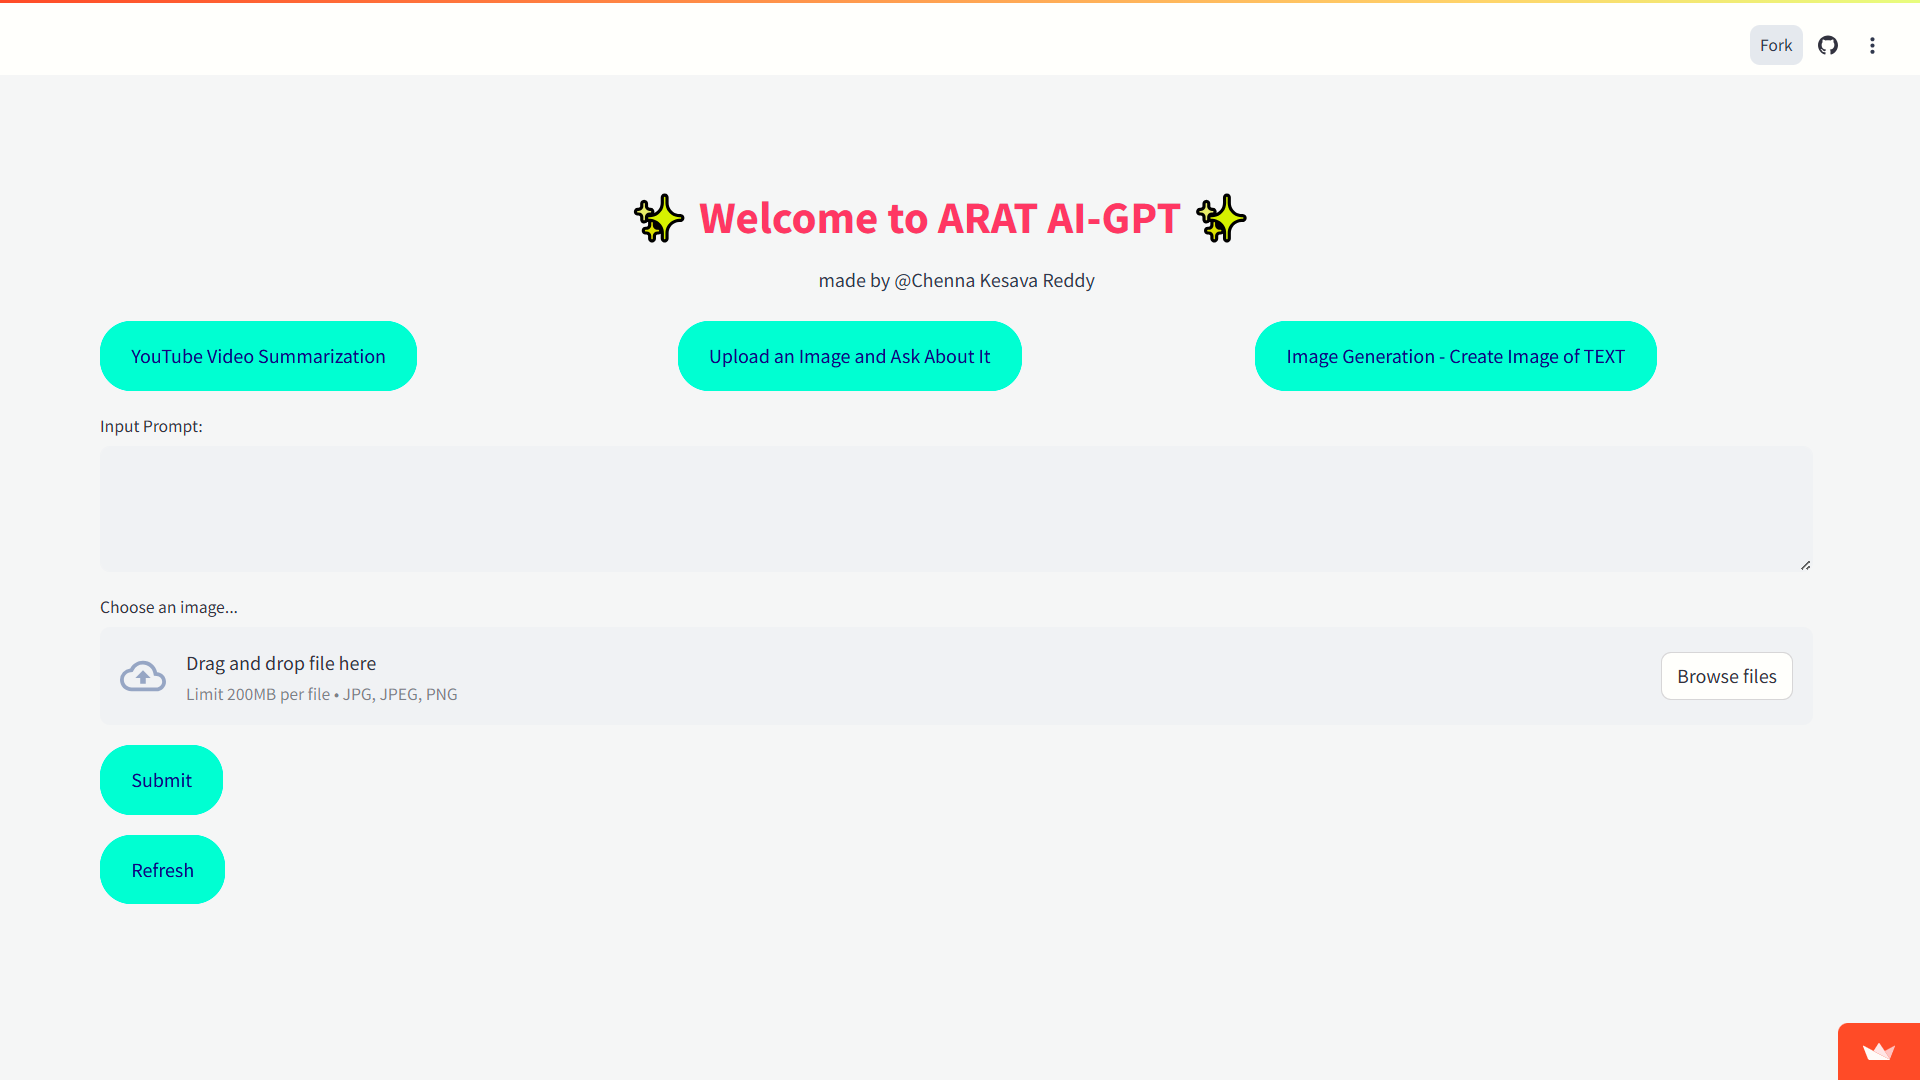 Fork
Welcome to ARAT AI-GPT
made by @Chenna Kesava Reddy
YouTube Video Summarization
Upload an Image and Ask About It
Image Generation - Create Image of TEXT
Input Prompt:
Choose an image...
Drag and drop file here
Limit 200MB per file • JPG, JPEG, PNG
Browse files
Submit
Refresh